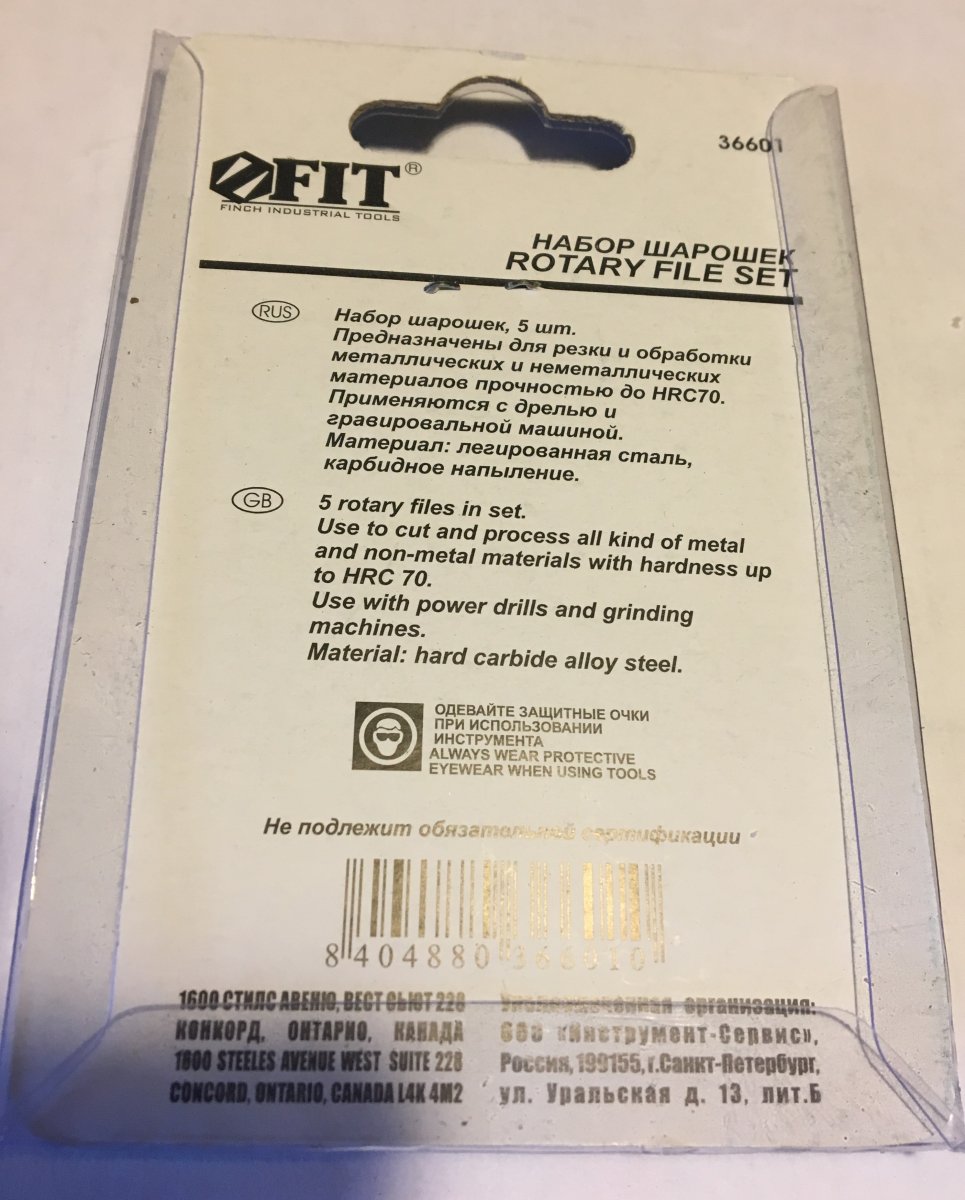 36601
FIT®
FINCH INDUSTRIAL TOOLS
НАБОР ШАРОШЕК
ROTARY FILE SET
RUS
Набор шарошек, 5 шт.
Предназначены для резки и обработки
металлических и неметаллических
материалов прочностью до HRC70.
Применяются с дрелью и
гравировальной машиной.
Материал: легированная сталь,
карбидное напыление.
GB
5 rotary files in set.
Use to cut and process all kind of metal
and non-metal materials with hardness up
to HRC 70.
Use with power drills and grinding
machines.
Material: hard carbide alloy steel.
ОДЕВАЙТЕ ЗАЩИТНЫЕ ОЧКИ
ПРИ ИСПОЛЬЗОВАНИИ
ИНСТРУМЕНТА
ALWAYS WEAR PROTECTIVE
EYEWEAR WHEN USING TOOLS
Не подлежит обязательной сертификации
8 404880 366010
1600 СТИЛС АВЕНЮ, ВЕСТ СЬЮТ 228
КОНКОРД, ОНТАРИО, КАНАДА
1600 STEELES AVENUE WEST SUITE 228
CONCORD, ONTARIO, CANADA L4K 4M2
Уполномоченная организация:
ООО «Инструмент-Сервис»,
Россия, 199155, г.Санкт-Петербург,
ул. Уральская д. 13, лит.Б